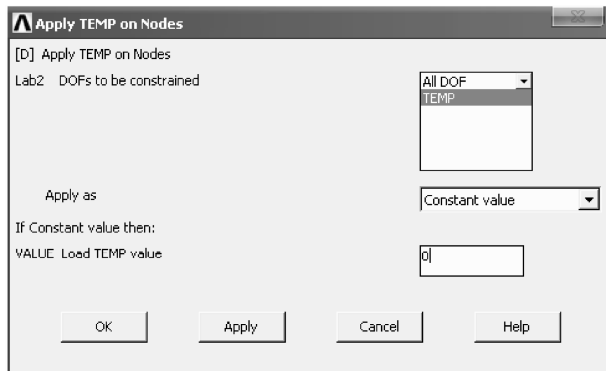 Apply TEMP on Nodes
[D] Apply TEMP on Nodes
Lab2 DOFs to be constrained
All DOF
TEMP
Apply as
Constant value
If Constant value then:
VALUE Load TEMP value
0
OK Apply Cancel Help